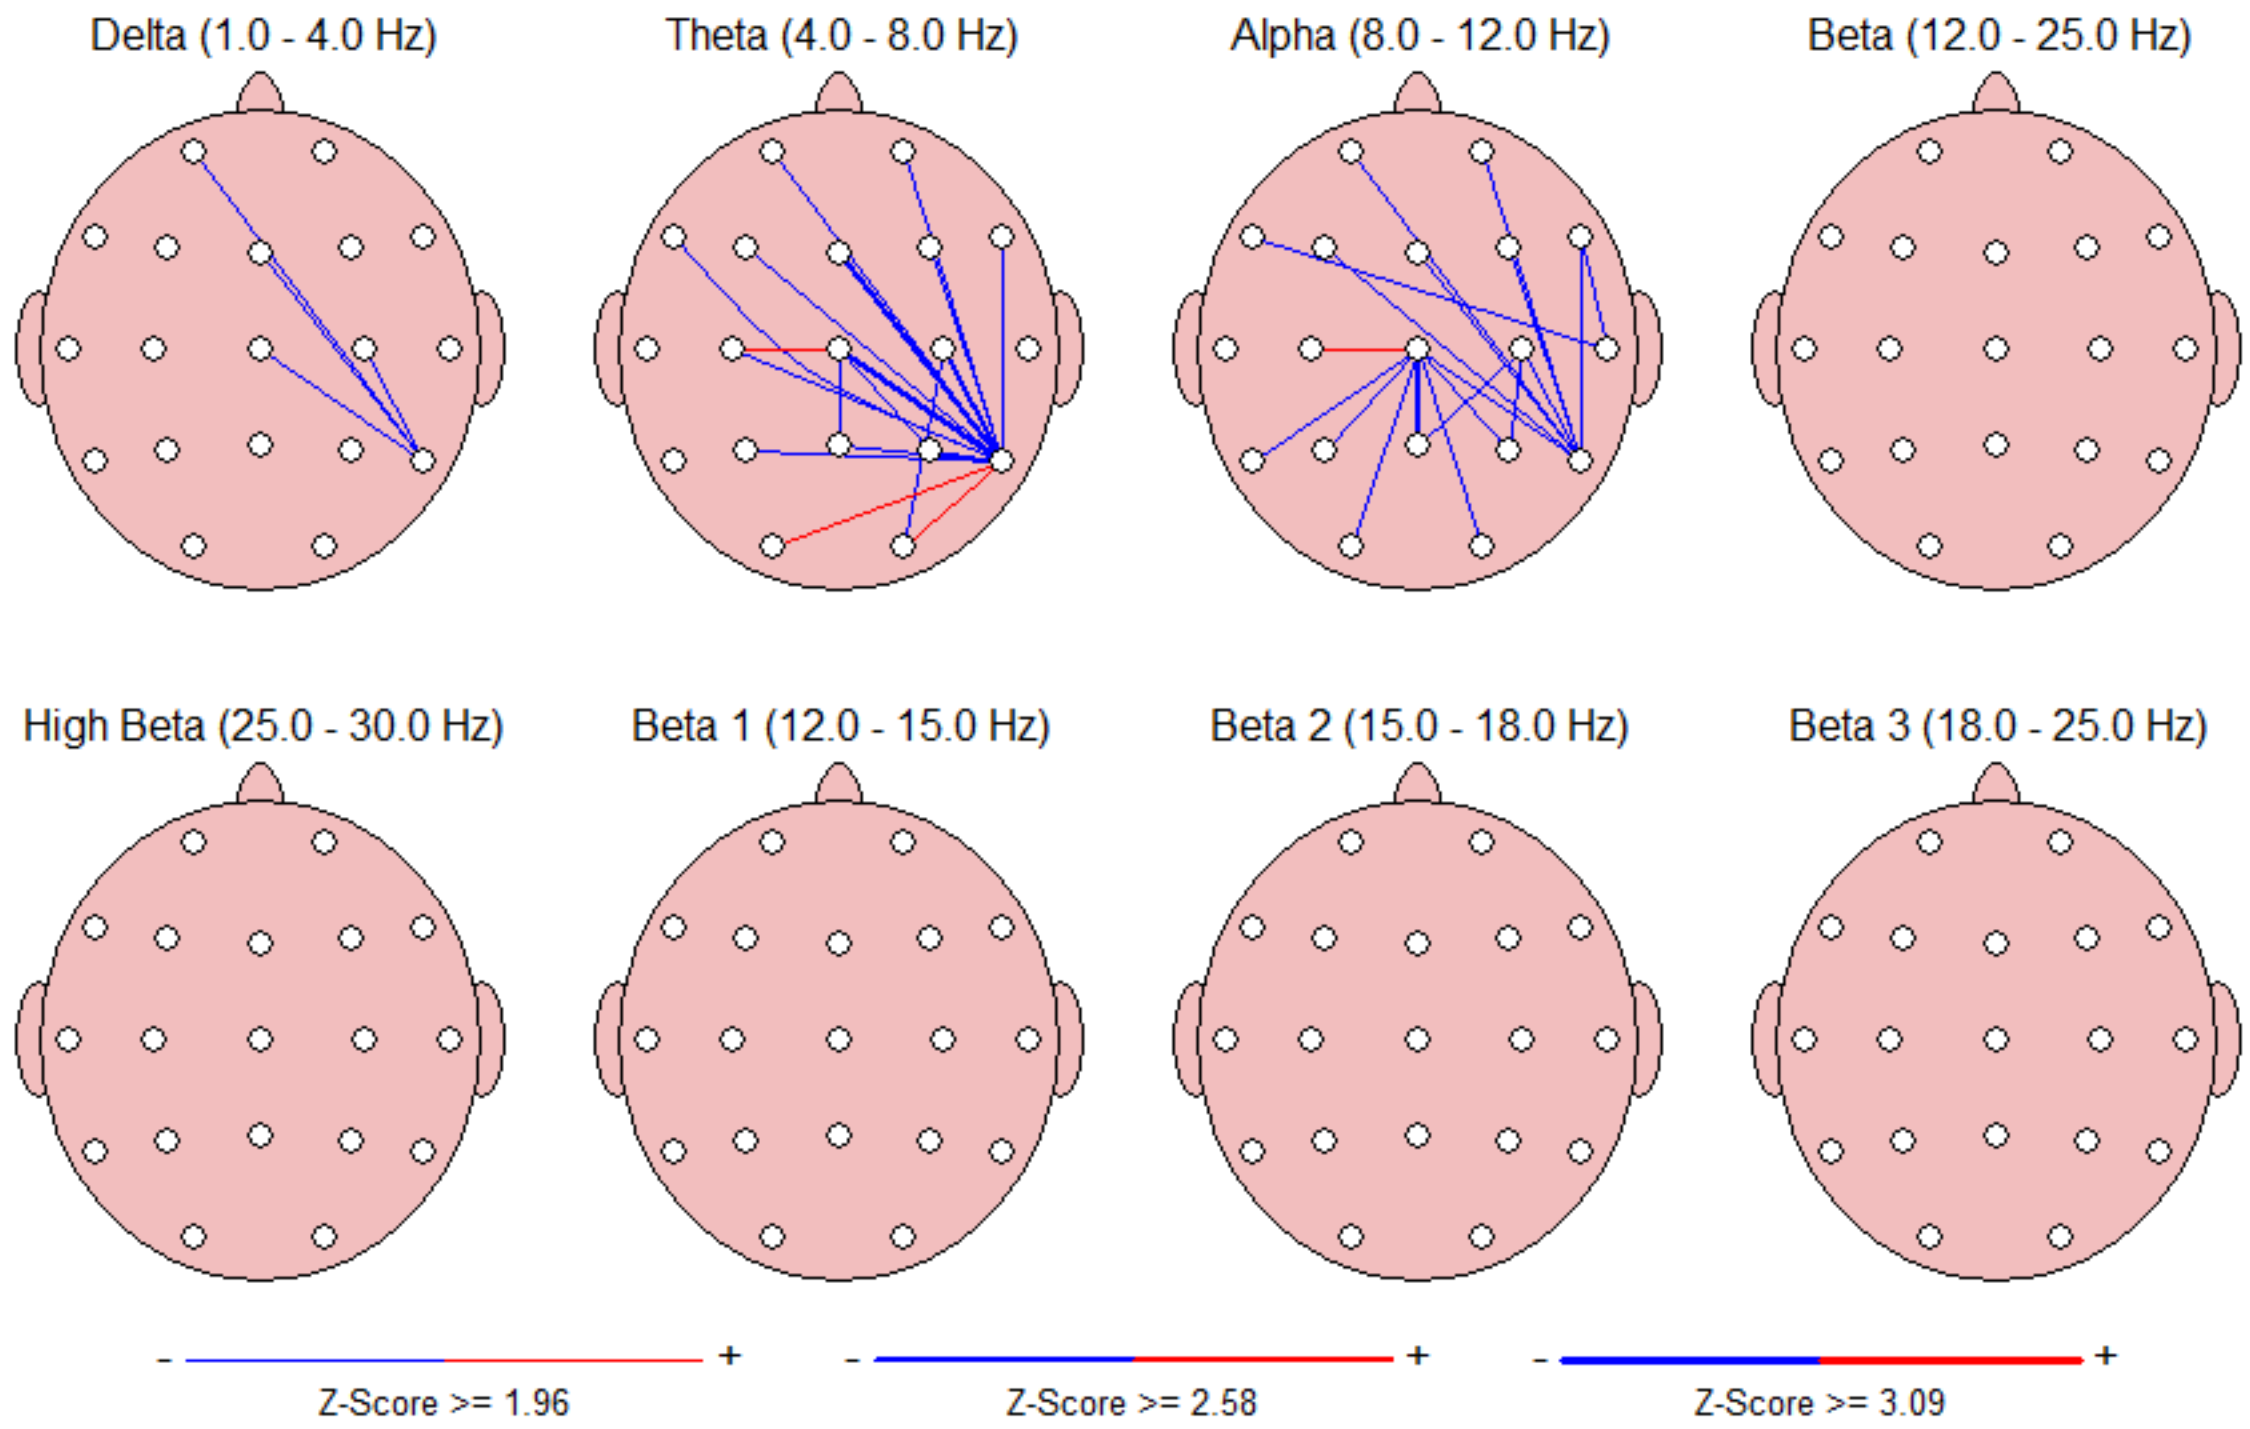 Delta (1.0 - 4.0 Hz) Theta (4.0 - 8.0 Hz) Alpha (8.0 - 12.0 Hz) Beta (12.0 - 25.0 Hz)
High Beta (25.0 - 30.0 Hz) Beta 1 (12.0 - 15.0 Hz) Beta 2 (15.0 - 18.0 Hz) Beta 3 (18.0 - 25.0 Hz)
- + - + - +
Z-Score >= 1.96 Z-Score >= 2.58 Z-Score >= 3.09